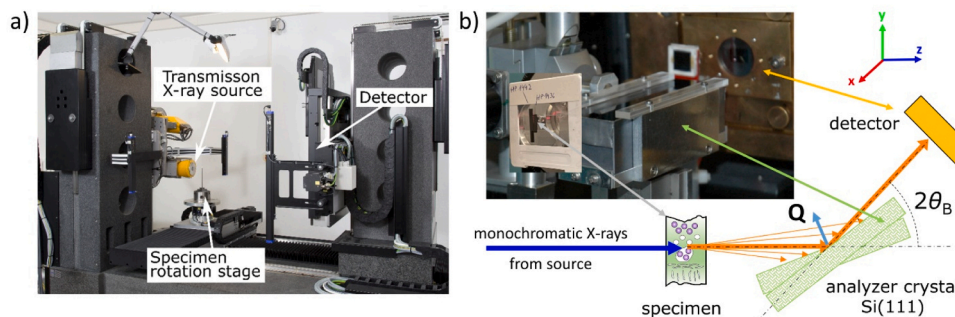 a)
Transmisson
X-ray source
Detector
Specimen
rotation stage
b)
y
z
x
detector
Q
2θB
monochromatic X-rays
from source
specimen
analyzer crysta
Si(111)